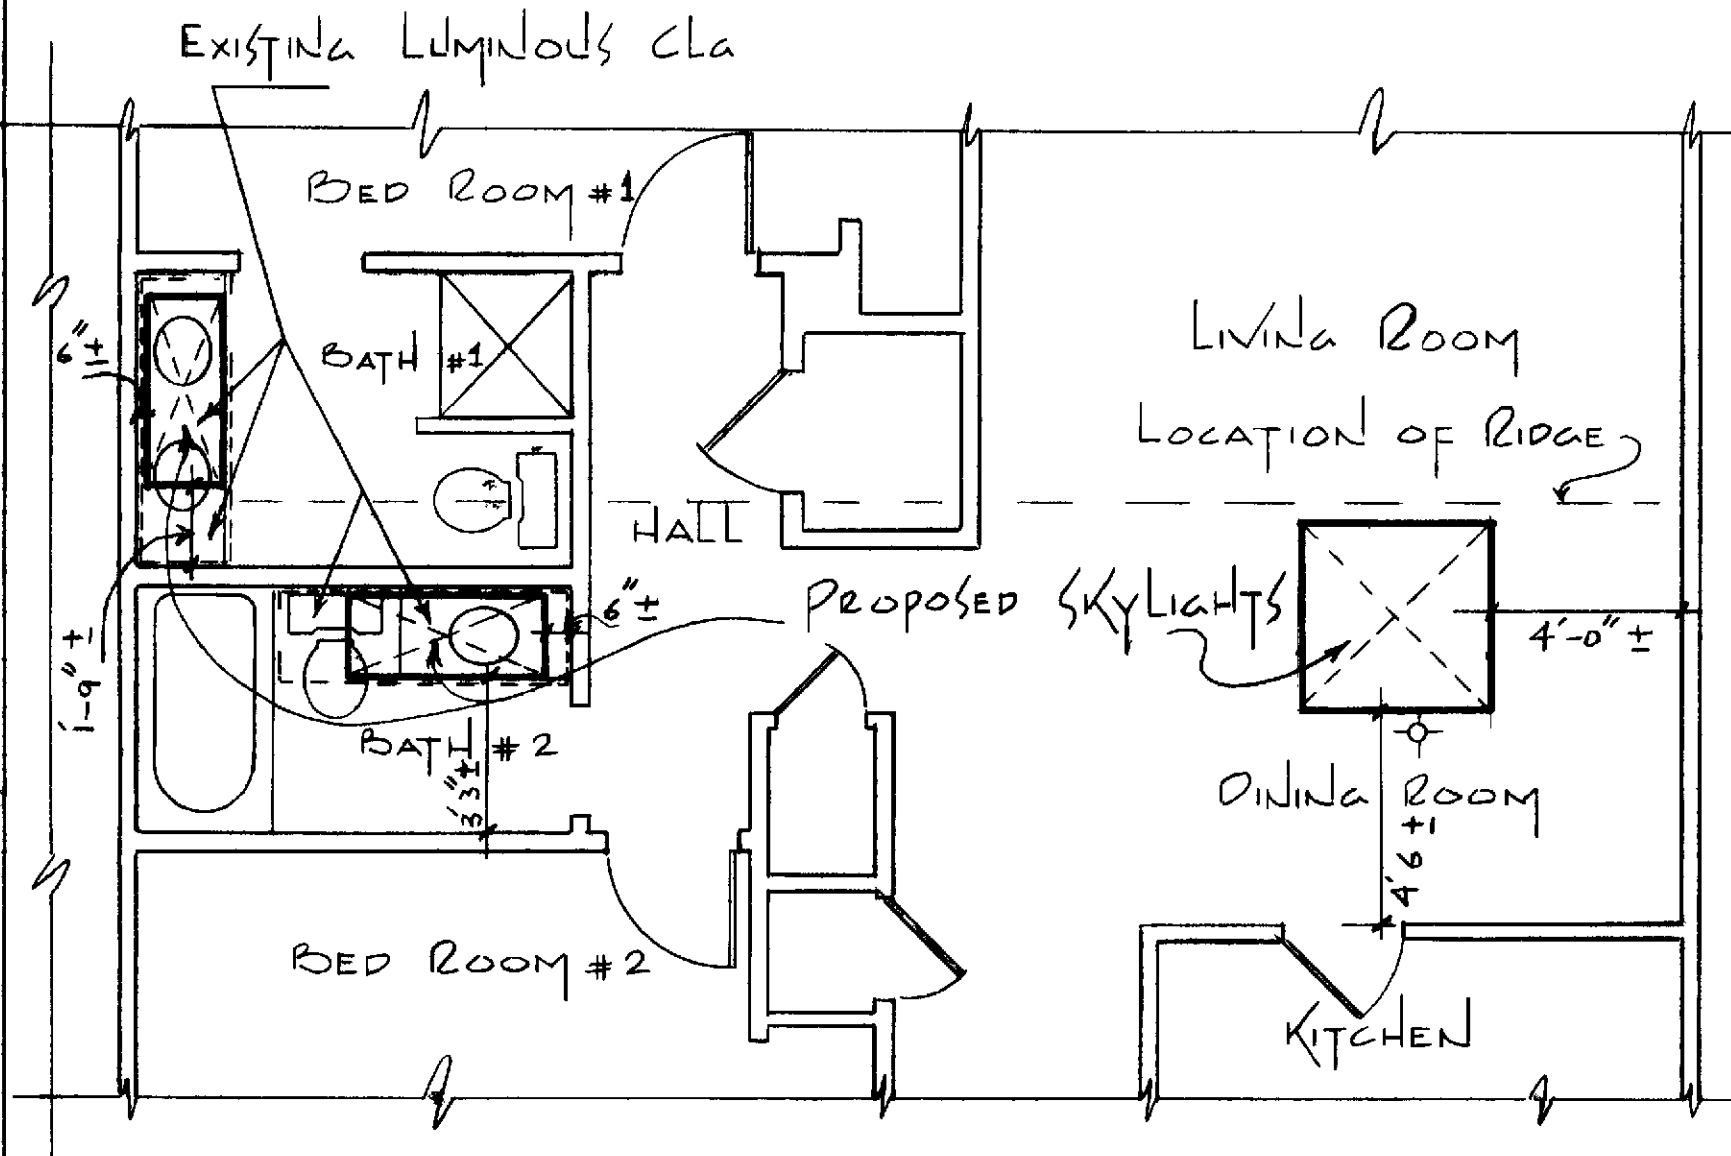 EXISTING LUMINOUS CLG
BED ROOM #1
6" ±
BATH #1
LIVING ROOM
LOCATION OF RIDGE
HALL
PROPOSED SKYLIGHTS
6" ±
4'-0" ±
1'-9" ±
BATH #2
3'3" ±
DINING ROOM
4'6 ±
BED ROOM #2
KITCHEN